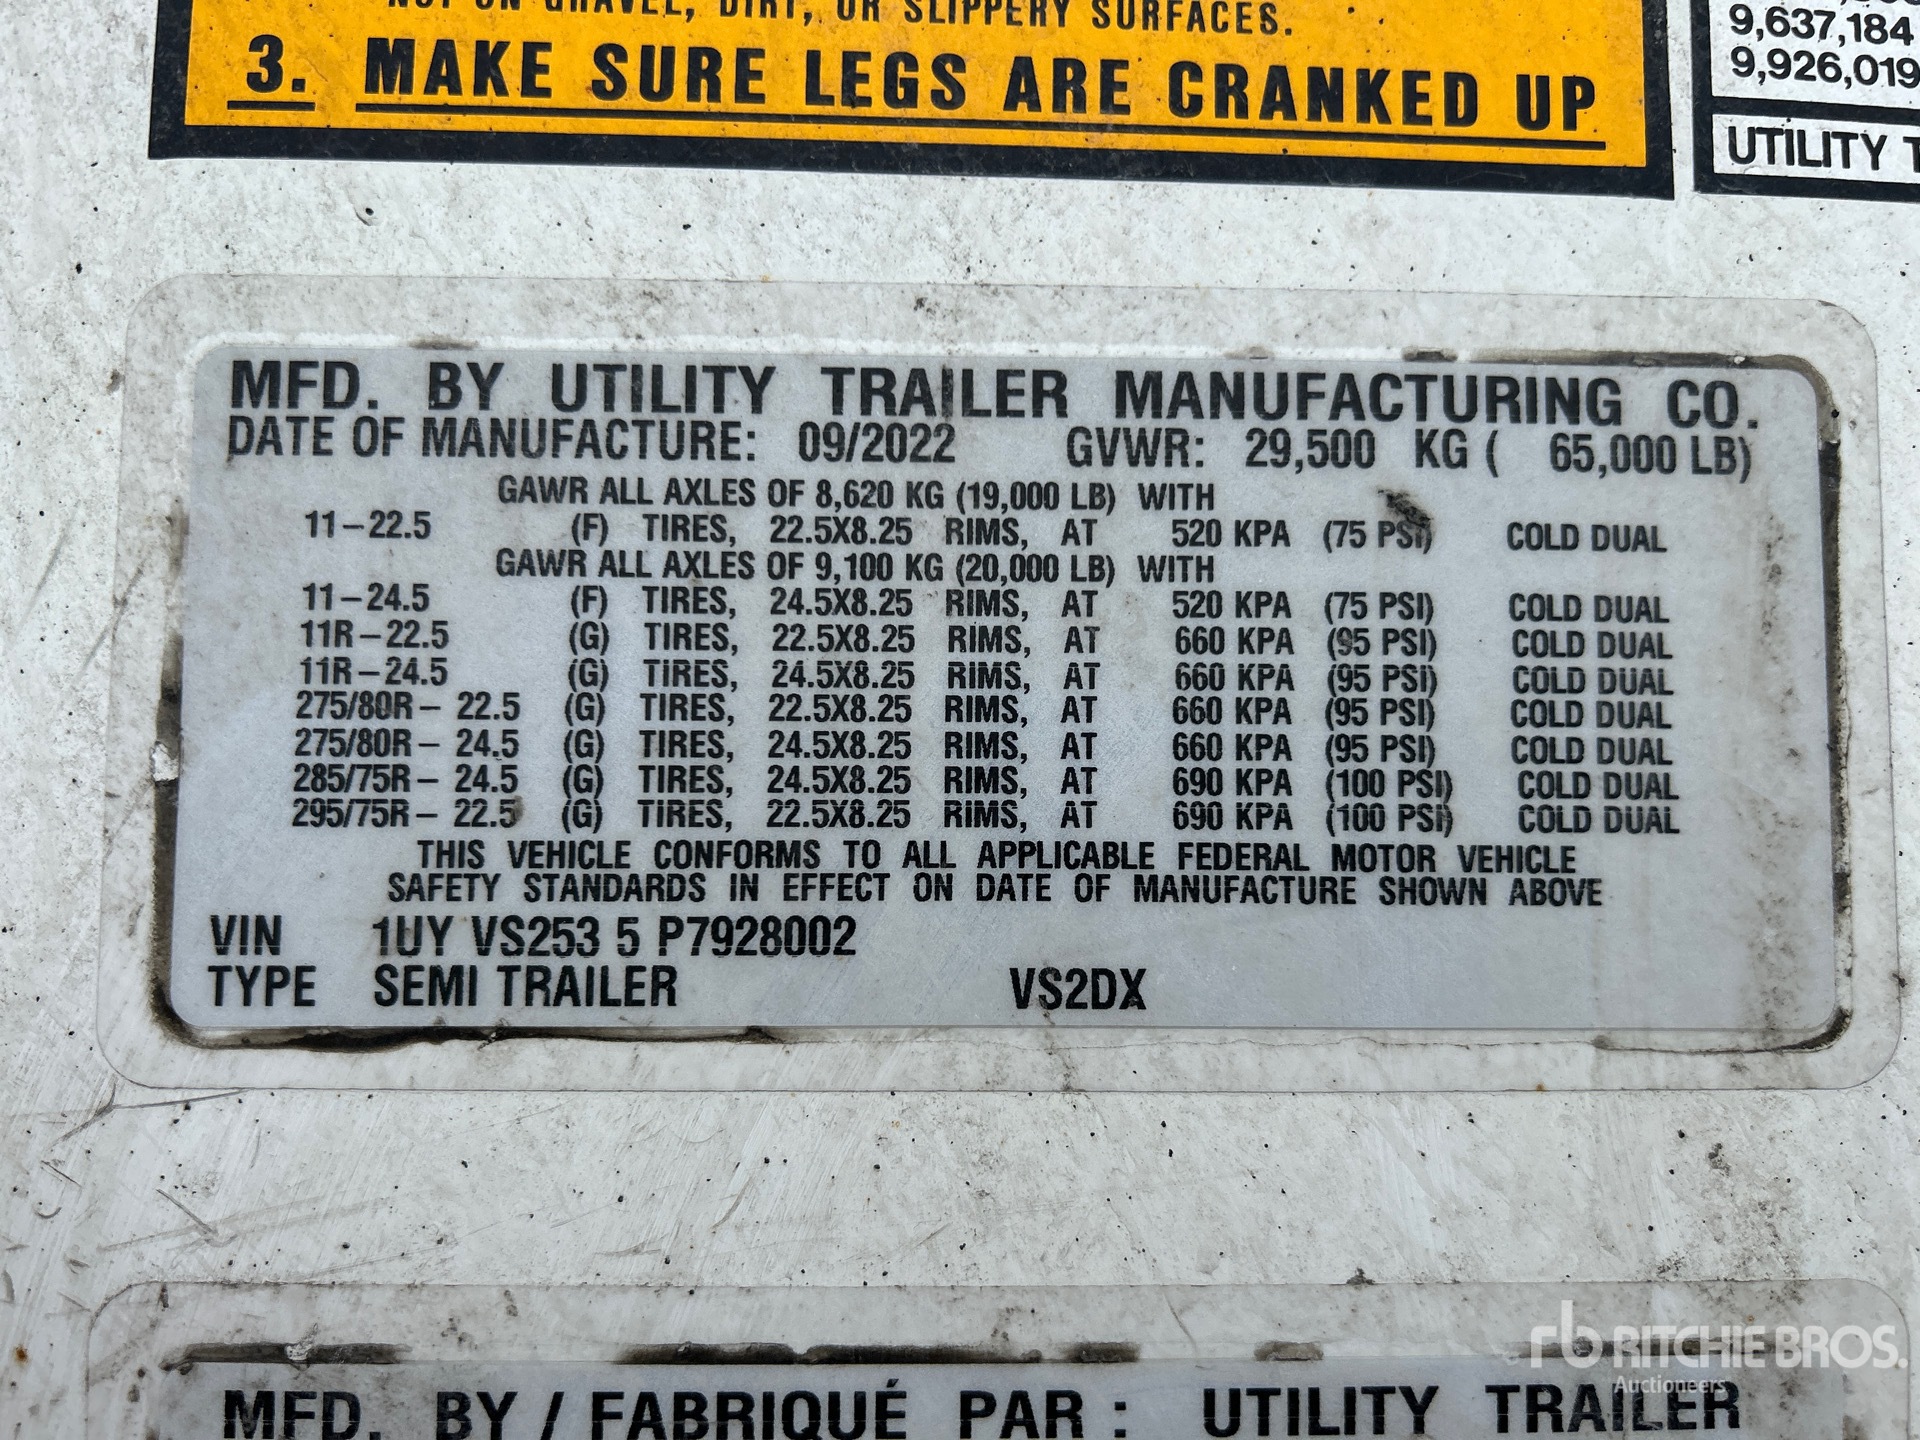 NOT ON GRAVEL, DIRT, OR SLIPPERY SURFACES.
3. MAKE SURE LEGS ARE CRANKED UP
9,637,184
9,926,019
UTILITY T
MFD. BY UTILITY TRAILER MANUFACTURING CO.
DATE OF MANUFACTURE: 09/2022 GVWR: 29,500 KG ( 65,000 LB)
GAWR ALL AXLES OF 8,620 KG (19,000 LB) WITH
11-22.5 (F) TIRES, 22.5X8.25 RIMS, AT 520 KPA (75 PSI) COLD DUAL
GAWR ALL AXLES OF 9,100 KG (20,000 LB) WITH
11-24.5 (F) TIRES, 24.5X8.25 RIMS, AT 520 KPA (75 PSI) COLD DUAL
11R-22.5 (G) TIRES, 22.5X8.25 RIMS, AT 660 KPA (95 PSI) COLD DUAL
11R-24.5 (G) TIRES, 24.5X8.25 RIMS, AT 660 KPA (95 PSI) COLD DUAL
275/80R- 22.5 (G) TIRES, 22.5X8.25 RIMS, AT 660 KPA (95 PSI) COLD DUAL
275/80R- 24.5 (G) TIRES, 24.5X8.25 RIMS, AT 660 KPA (95 PSI) COLD DUAL
285/75R- 24.5 (G) TIRES, 24.5X8.25 RIMS, AT 690 KPA (100 PSI) COLD DUAL
295/75R- 22.5 (G) TIRES, 22.5X8.25 RIMS, AT 690 KPA (100 PSI) COLD DUAL
THIS VEHICLE CONFORMS TO ALL APPLICABLE FEDERAL MOTOR VEHICLE
SAFETY STANDARDS IN EFFECT ON DATE OF MANUFACTURE SHOWN ABOVE
VIN 1UY VS253 5 P7928002
TYPE SEMI TRAILER VS2DX
rb RITCHIE BROS.
Auctioneers
MFD. BY / FABRIQUÉ PAR : UTILITY TRAILER